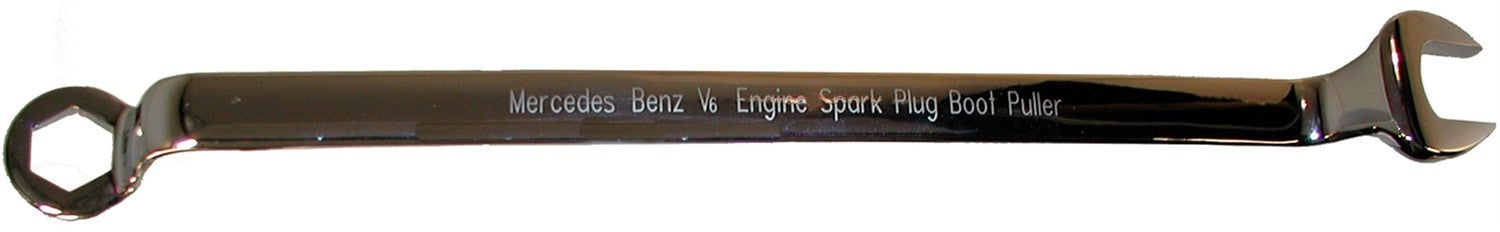 Mercedes Benz V6 Engine Spark Plug Boot Puller